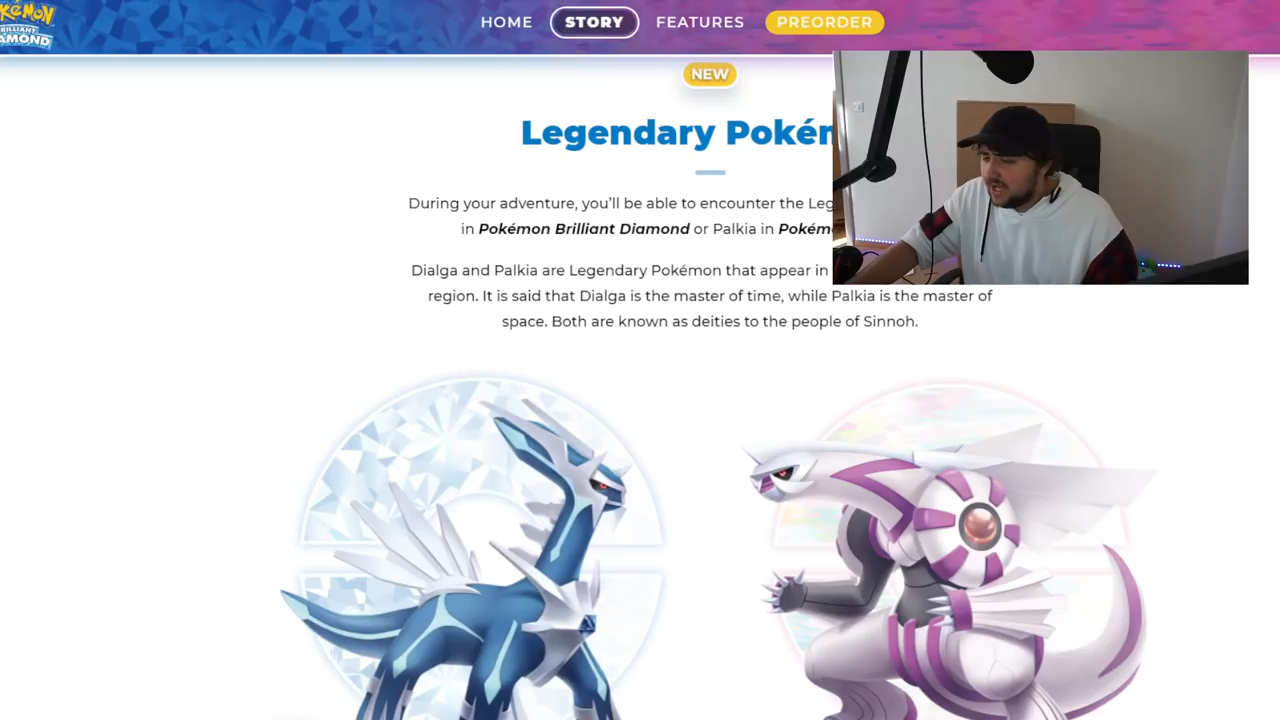 HOME STORY FEATURES PREORDER
BRILLIANT
NEW
Legendary
During your adventure, you'll be able to encounter the
in Pokémon Brilliant Diamond or Palkia in
Dialga and Palkia are Legendary Pokémon that appear in
region. It is said that Dialga is the master of time, while Palkia is the master of
space. Both are known as deities to the people of Sinnoh.